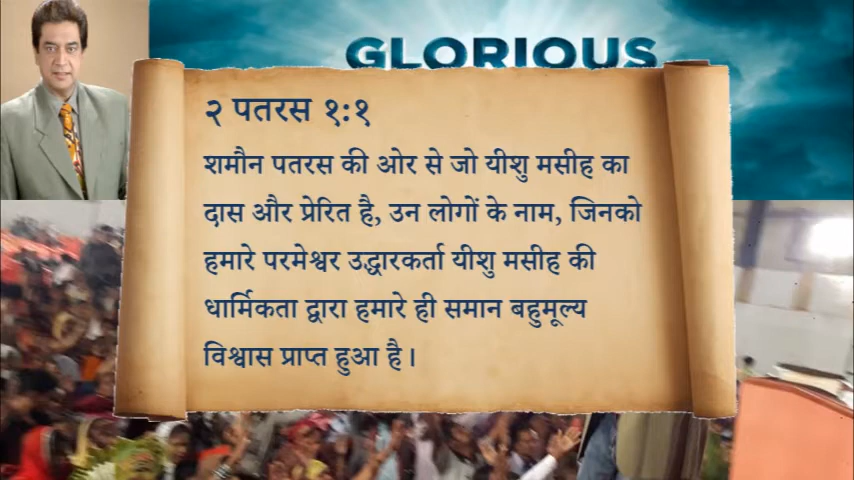 GLORIOUS
२ पतरस १:१
शमौन पतरस की ओर से जो यीशु मसीह का
दास और प्रेरित है, उन लोगों के नाम, जिनको
हमारे परमेश्वर उद्धारकर्ता यीशु मसीह की
धार्मिकता द्वारा हमारे ही समान बहुमूल्य
विश्वास प्राप्त हुआ है।